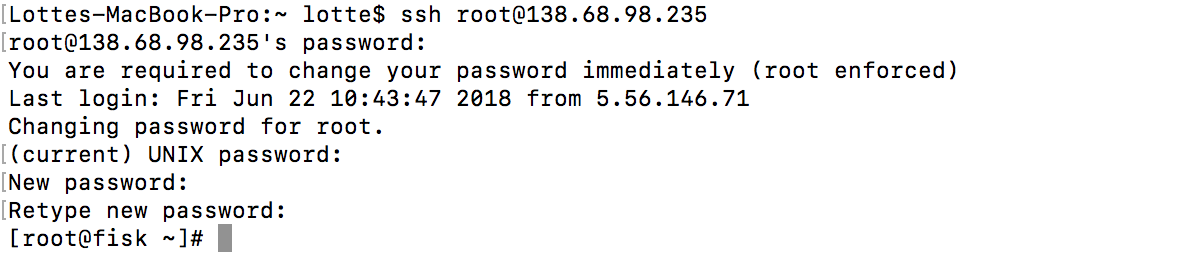 [Lottes-MacBook-Pro:~ lotte$ ssh root@138.68.98.235
[root@138.68.98.235's password:
You are required to change your password immediately (root enforced)
Last login: Fri Jun 22 10:43:47 2018 from 5.56.146.71
Changing password for root.
[(current) UNIX password:
[New password:
[Retype new password:
[root@fisk ~]#